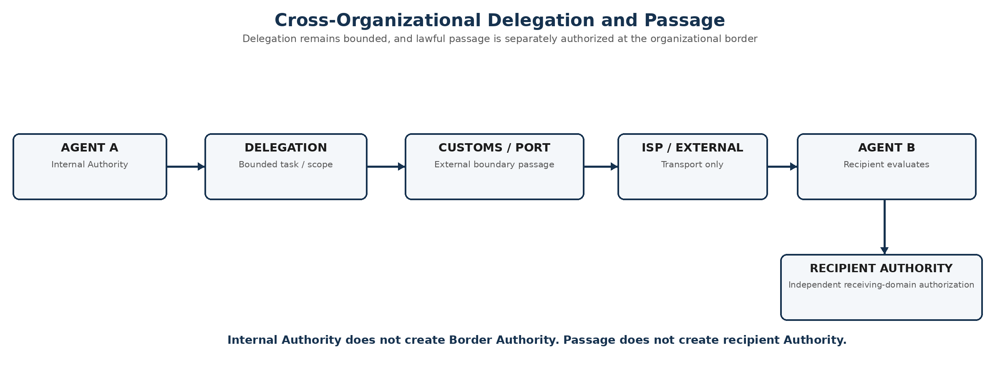 Cross-Organizational Delegation and Passage
Delegation remains bounded, and lawful passage is separately authorized at the organizational border
AGENT A
Internal Authority
DELEGATION
Bounded task / scope
CUSTOMS / PORT
External boundary passage
ISP / EXTERNAL
Transport only
AGENT B
Recipient evaluates
RECIPIENT AUTHORITY
Independent receiving-domain authorization
Internal Authority does not create Border Authority. Passage does not create recipient Authority.